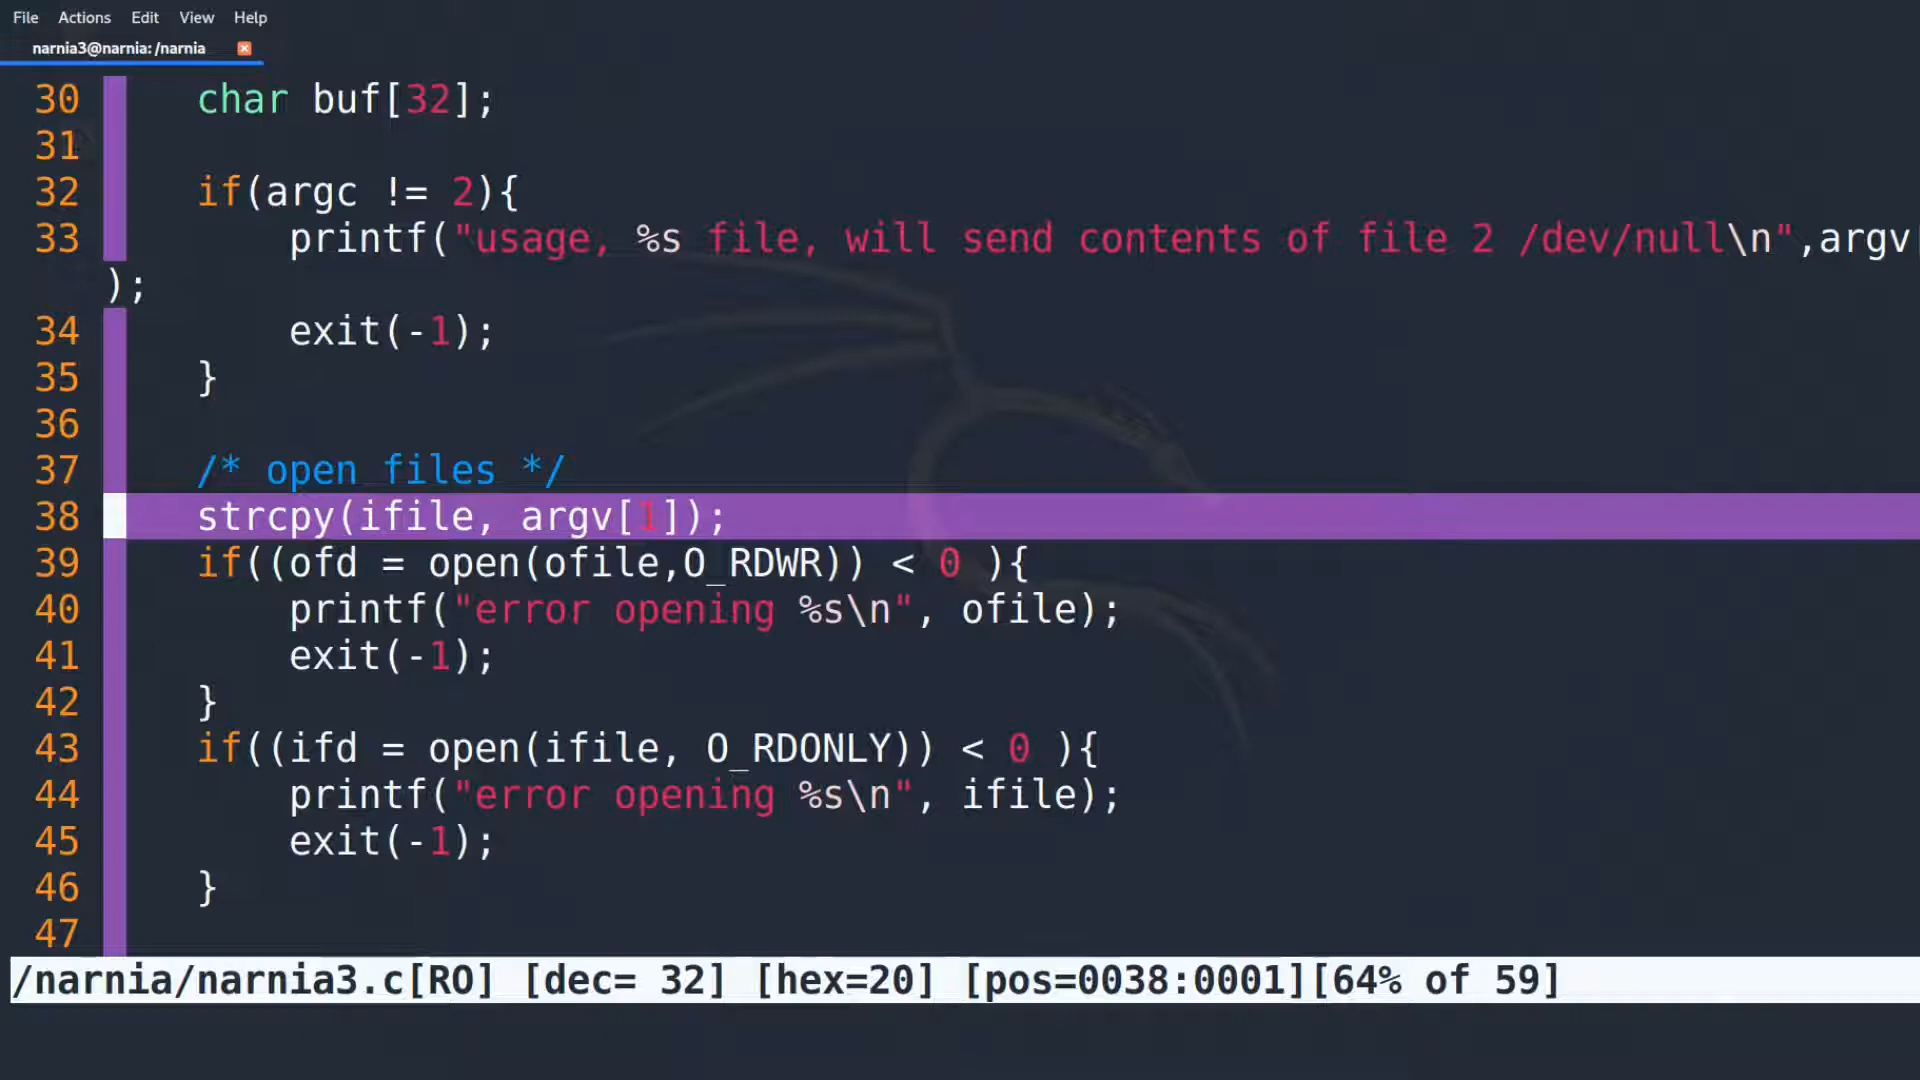 File Actions Edit View Help
narnia3@narnia: /narnia
30 char buf[32];
31
32 if(argc != 2){
33 printf("usage, %s file, will send contents of file 2 /dev/null\n",argv
);
34 exit(-1);
35 }
36
37 /* open files */
38 strcpy(ifile, argv[1]);
39 if((ofd = open(ofile,O_RDWR)) < 0 ){
40 printf("error opening %s\n", ofile);
41 exit(-1);
42 }
43 if((ifd = open(ifile, O_RDONLY)) < 0 ){
44 printf("error opening %s\n", ifile);
45 exit(-1);
46 }
47
/narnia/narnia3.c[RO] [dec= 32] [hex=20] [pos=0038:0001][64% of 59]